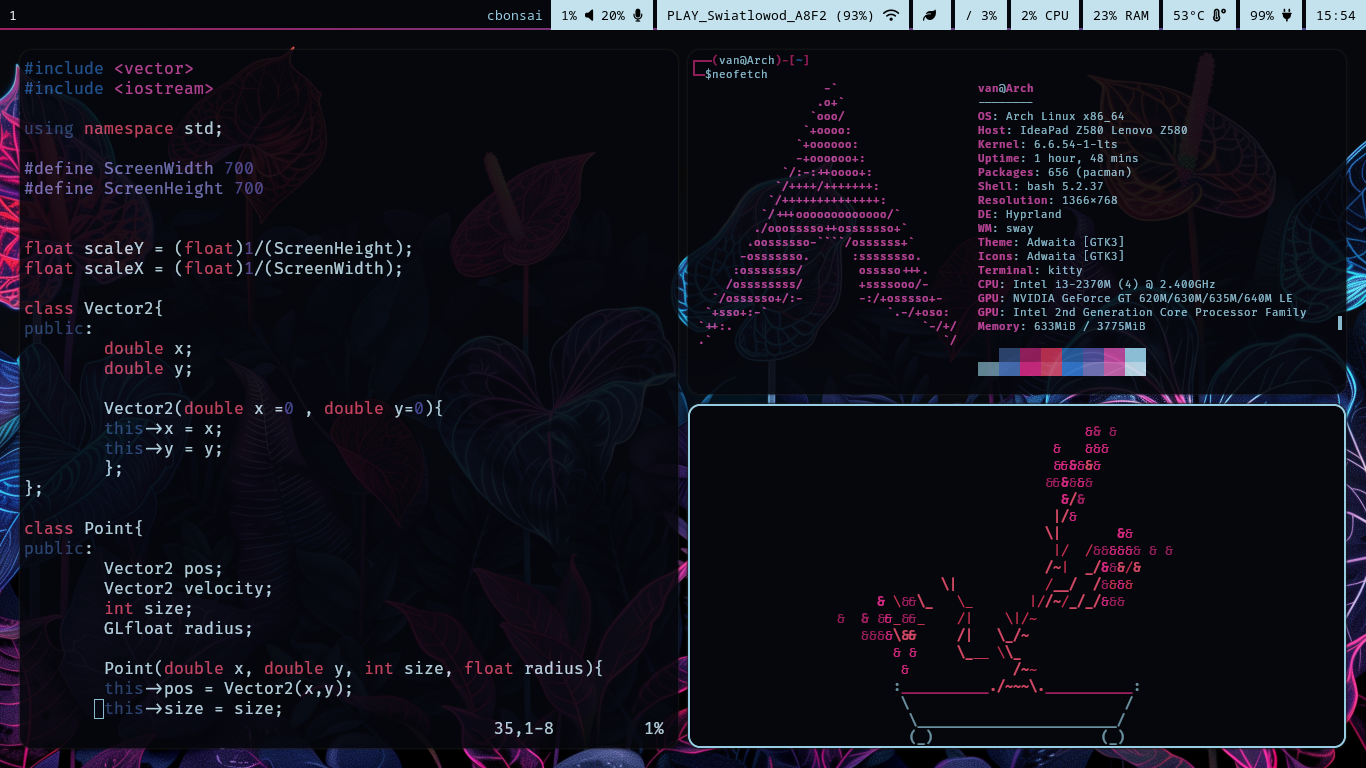 1
cbonsai
1% 20%
PLAY_Swiatlowod_A8F2 (93%)
/ 3%
2% CPU
23% RAM
53°C
99%
15:54
#include <vector>
#include <iostream>
using namespace std;
#define ScreenWidth 700
#define ScreenHeight 700
float scaleY = (float)1/(ScreenHeight);
float scaleX = (float)1/(ScreenWidth);
class Vector2{
public:
double x;
double y;
Vector2(double x =0 , double y=0){
this->x = x;
this->y = y;
};
};
class Point{
public:
Vector2 pos;
Vector2 velocity;
int size;
GLfloat radius;
Point(double x, double y, int size, float radius){
this->pos = Vector2(x,y);
this->size = size;
35,1-8 1%
(van@Arch)-[~]
$neofetch
van@Arch
--------
OS: Arch Linux x86_64
Host: IdeaPad Z580 Lenovo Z580
Kernel: 6.6.54-1-lts
Uptime: 1 hour, 48 mins
Packages: 656 (pacman)
Shell: bash 5.2.37
Resolution: 1366×768
DE: Hyprland
WM: sway
Theme: Adwaita [GTK3]
Icons: Adwaita [GTK3]
Terminal: kitty
CPU: Intel i3-2370M (4) @ 2.400GHz
GPU: NVIDIA GeForce GT 620M/630M/635M/640M LE
GPU: Intel 2nd Generation Core Processor Family
Memory: 633MiB / 3775MiB